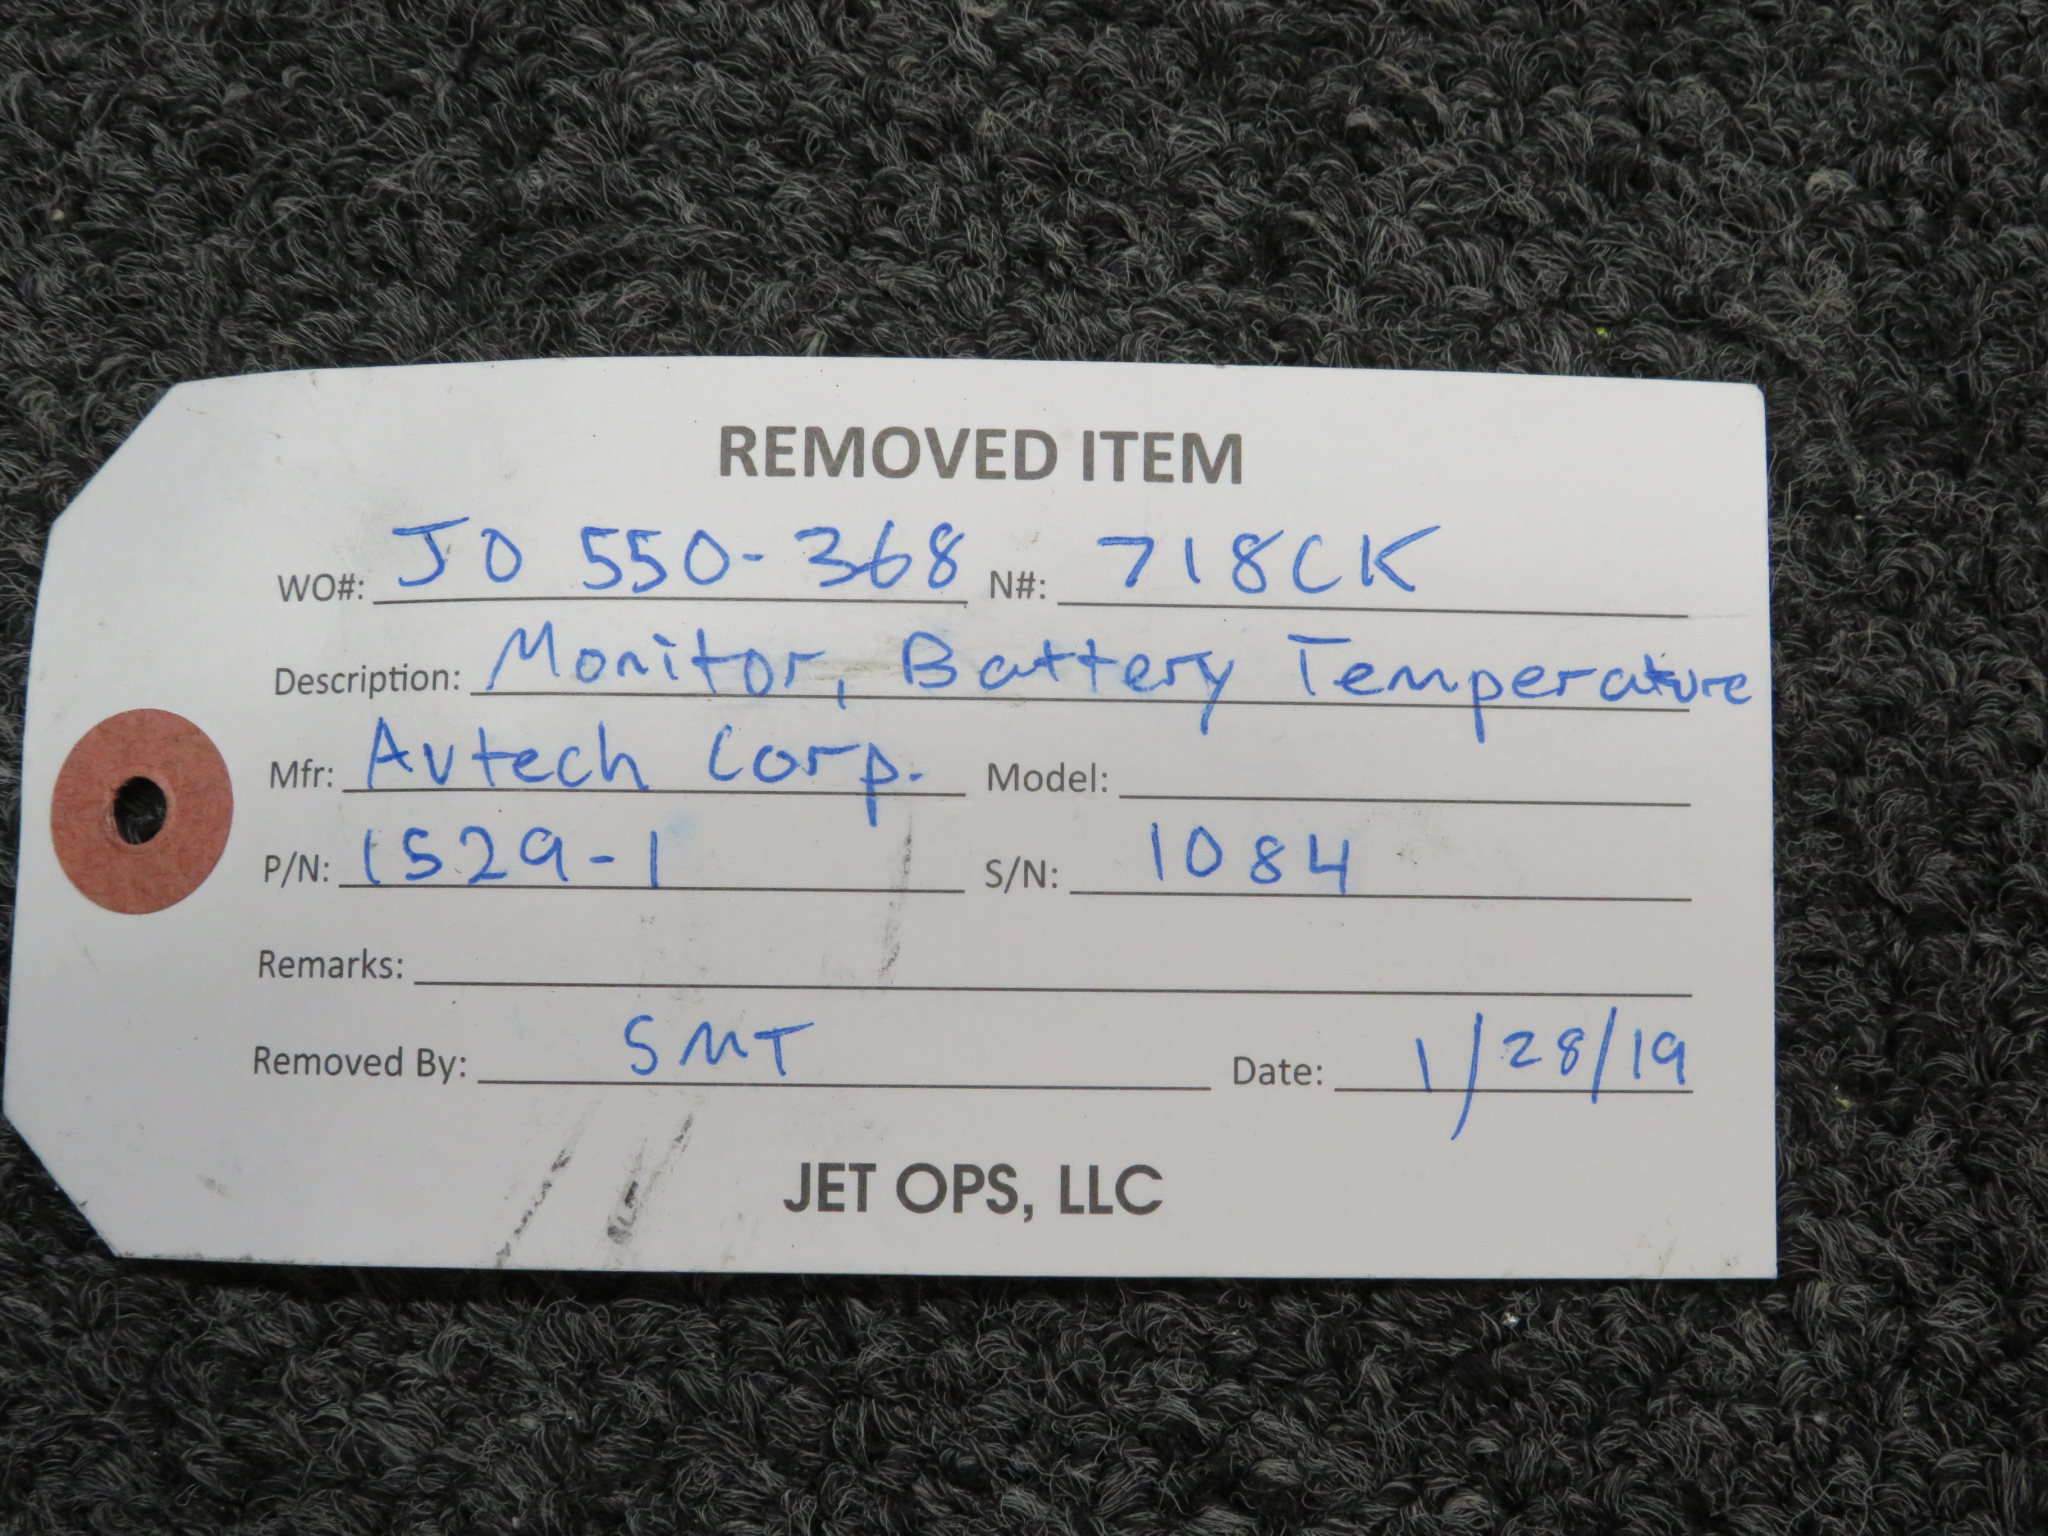 REMOVED ITEM
WO#: JO 550-368 N#: 718CK
Description: Monitor, Battery Temperature
Mfr: Avtech Corp. Model:
P/N: 1529-1 S/N: 1084
Remarks:
Removed By: SMT Date: 1/28/19
JET OPS, LLC